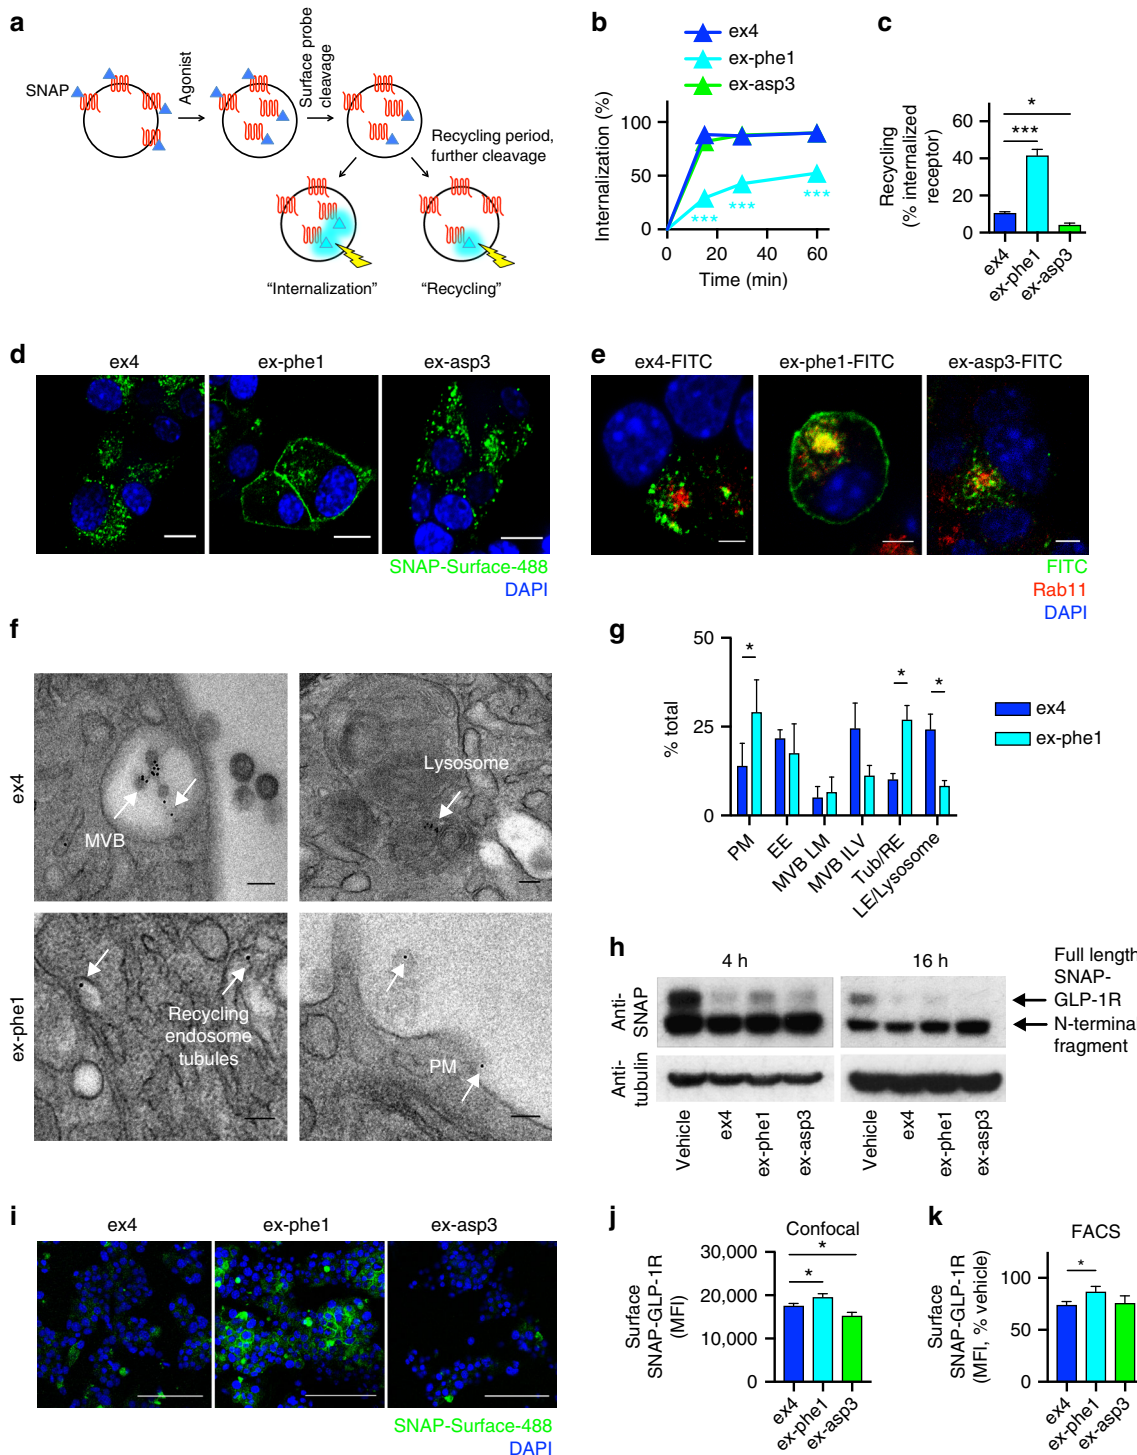 a
SNAP
Agonist
Surface probe
cleavage
Recycling period,
further cleavage
“Internalization”
“Recycling”
b
ex4
ex-phe1
ex-asp3
Internalization (%)
100
50
0
***
***
***
0
20
40
60
Time (min)
c
Recycling
(% internalized
receptor)
60
40
20
0
*
***
ex4
ex-phe1
ex-asp3
d
ex4
ex-phe1
ex-asp3
SNAP-Surface-488
DAPI
e
ex4-FITC
ex-phe1-FITC
ex-asp3-FITC
FITC
Rab11
DAPI
f
ex4
MVB
Lysosome
ex-phe1
Recycling
endosome
tubules
PM
g
% total
50
25
0
*
*
*
ex4
ex-phe1
PM
EE
MVB LM
MVB ILV
Tub/RE
LE/Lysosome
h
4 h
16 h
Full length
SNAP-
GLP-1R
N-terminal
fragment
Anti-
SNAP
Anti-
tubulin
Vehicle
ex4
ex-phe1
ex-asp3
Vehicle
ex4
ex-phe1
ex-asp3
i
ex4
ex-phe1
ex-asp3
SNAP-Surface-488
DAPI
j
Confocal
Surface
SNAP-GLP-1R
(MFI)
30,000
20,000
10,000
0
*
*
ex4
ex-phe1
ex-asp3
k
FACS
Surface
SNAP-GLP-1R
(MFI, % vehicle)
100
50
0
*
ex4
ex-phe1
ex-asp3